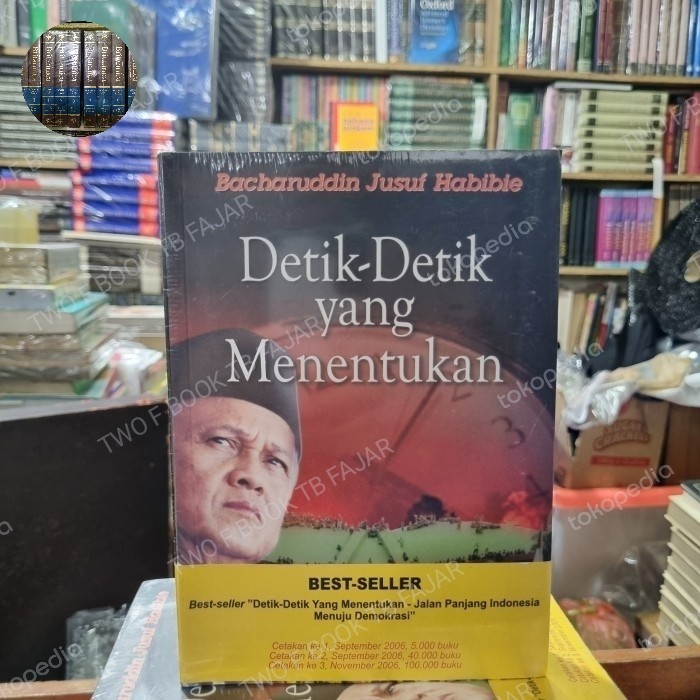 Bacharuddin Jusuf Habibie
Detik-Detik
yang
Menentukan
BEST-SELLER
Best-seller "Detik-Detik Yang Menentukan - Jalan Panjang Indonesia
Menuju Demokrasi"
Cetakan ke 1, September 2006, 5.000 buku
Cetakan ke 2, September 2006, 40.000 buku
Cetakan ke 3, November 2006, 100.000 buku
TWO F BOOK TB FAJAR
tokopedia
Oxford